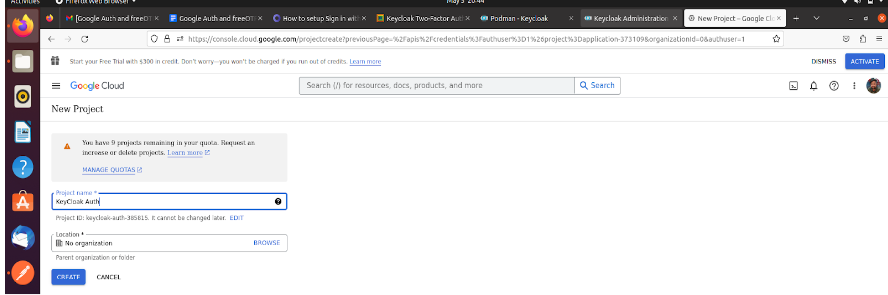 Activities
Firefox Web Browser
May 5 20:44
[Google Auth and freeOT
Google Auth and freeOT
How to setup Sign in with
Keycloak Two-Factor Aut
Podman - Keycloak
Keycloak Administration
New Project – Google Cl
https://console.cloud.google.com/projectcreate?previousPage=%2Fapis%2Fcredentials%3Fauthuser%3D1%26project%3Dapplication-373109&organizationId=0&authuser=1
Start your Free Trial with $300 in credit. Don't worry—you won't be charged if you run out of credits. Learn more
DISMISS
ACTIVATE
Google Cloud
Search (/) for resources, docs, products, and more
Search
New Project
You have 9 projects remaining in your quota. Request an
increase or delete projects. Learn more
MANAGE QUOTAS
Project name *
KeyCloak Auth
Project ID: keycloak-auth-385815. It cannot be changed later. EDIT
Location *
No organization
BROWSE
Parent organization or folder
CREATE
CANCEL